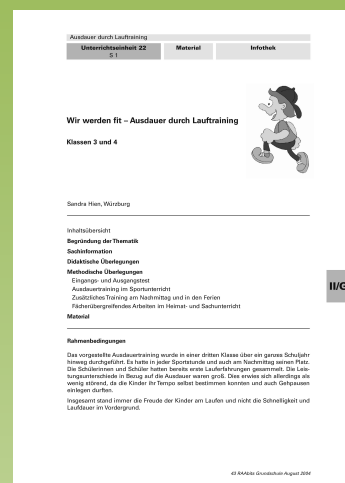 Ausdauer durch Lauftraining
Unterrichtseinheit 22
S 1
Material
Infothek
Wir werden fit – Ausdauer durch Lauftraining
Klassen 3 und 4
Sandra Hien, Würzburg
Inhaltsübersicht
Begründung der Thematik
Sachinformation
Didaktische Überlegungen
Methodische Überlegungen
Eingangs- und Ausgangstest
Ausdauertraining im Sportunterricht
Zusätzliches Training am Nachmittag und in den Ferien
Fächerübergreifendes Arbeiten im Heimat- und Sachunterricht
Material
II/G
Rahmenbedingungen
Das vorgestellte Ausdauertraining wurde in einer dritten Klasse über ein ganzes Schuljahr
hinweg durchgeführt. Es hatte in jeder Sportstunde und auch am Nachmittag seinen Platz.
Die Schülerinnen und Schüler hatten bereits erste Lauferfahrungen gesammelt. Die Leis-
tungsunterschiede in Bezug auf die Ausdauer waren groß. Dies erwies sich allerdings als
wenig störend, da die Kinder ihr Tempo selbst bestimmen konnten und auch Gehpausen
einlegen durften.
Insgesamt stand immer die Freude der Kinder am Laufen und nicht die Schnelligkeit und
Laufdauer im Vordergrund.
43 RAAbits Grundschule August 2004